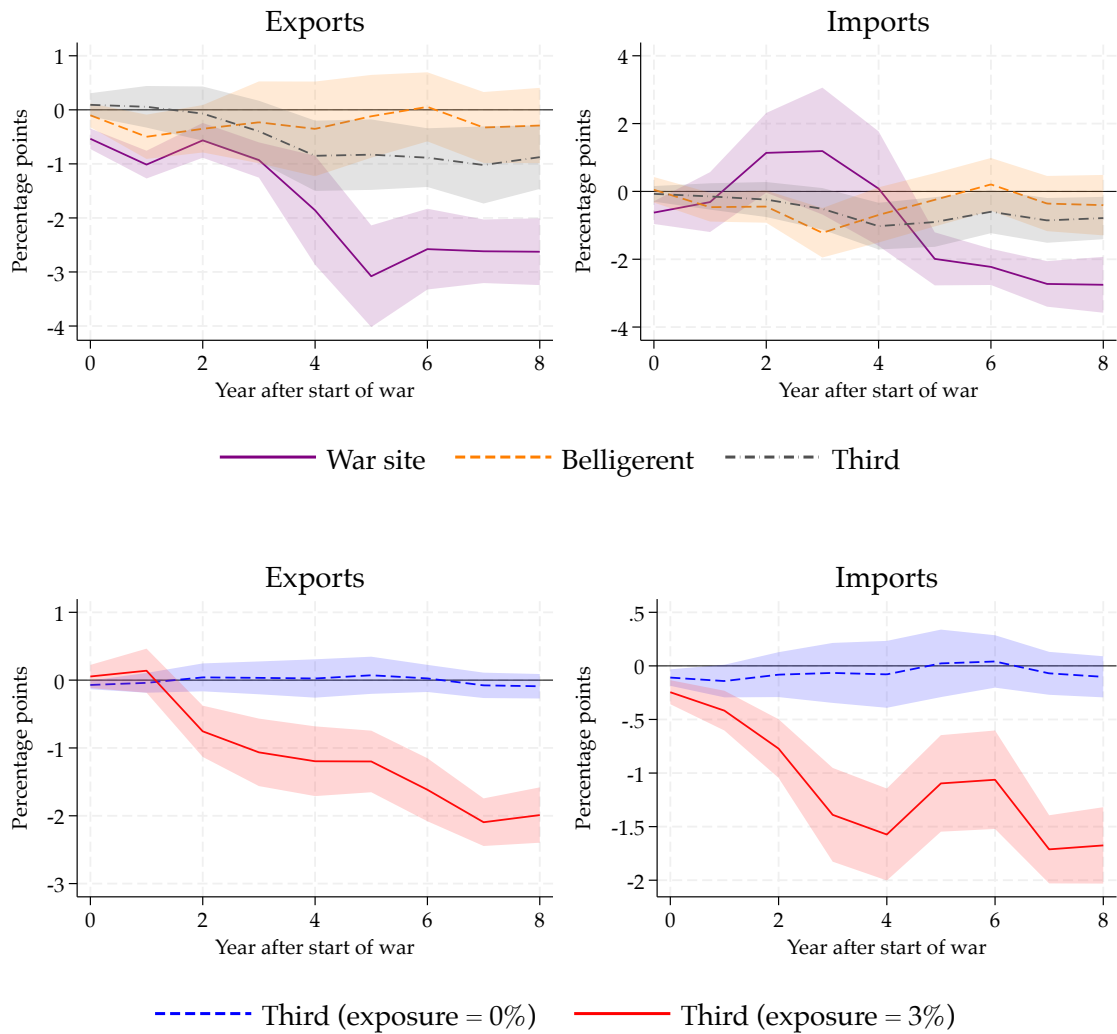 Exports
Imports
Percentage points
1
0
-1
-2
-3
-4
0 2 4 6 8
Year after start of war
Percentage points
4
2
0
-2
-4
0 2 4 6 8
Year after start of war
War site Belligerent Third
Exports
Imports
Percentage points
1
0
-1
-2
-3
0 2 4 6 8
Year after start of war
Percentage points
.5
0
-.5
-1
-1.5
-2
0 2 4 6 8
Year after start of war
Third (exposure = 0%) Third (exposure = 3%)